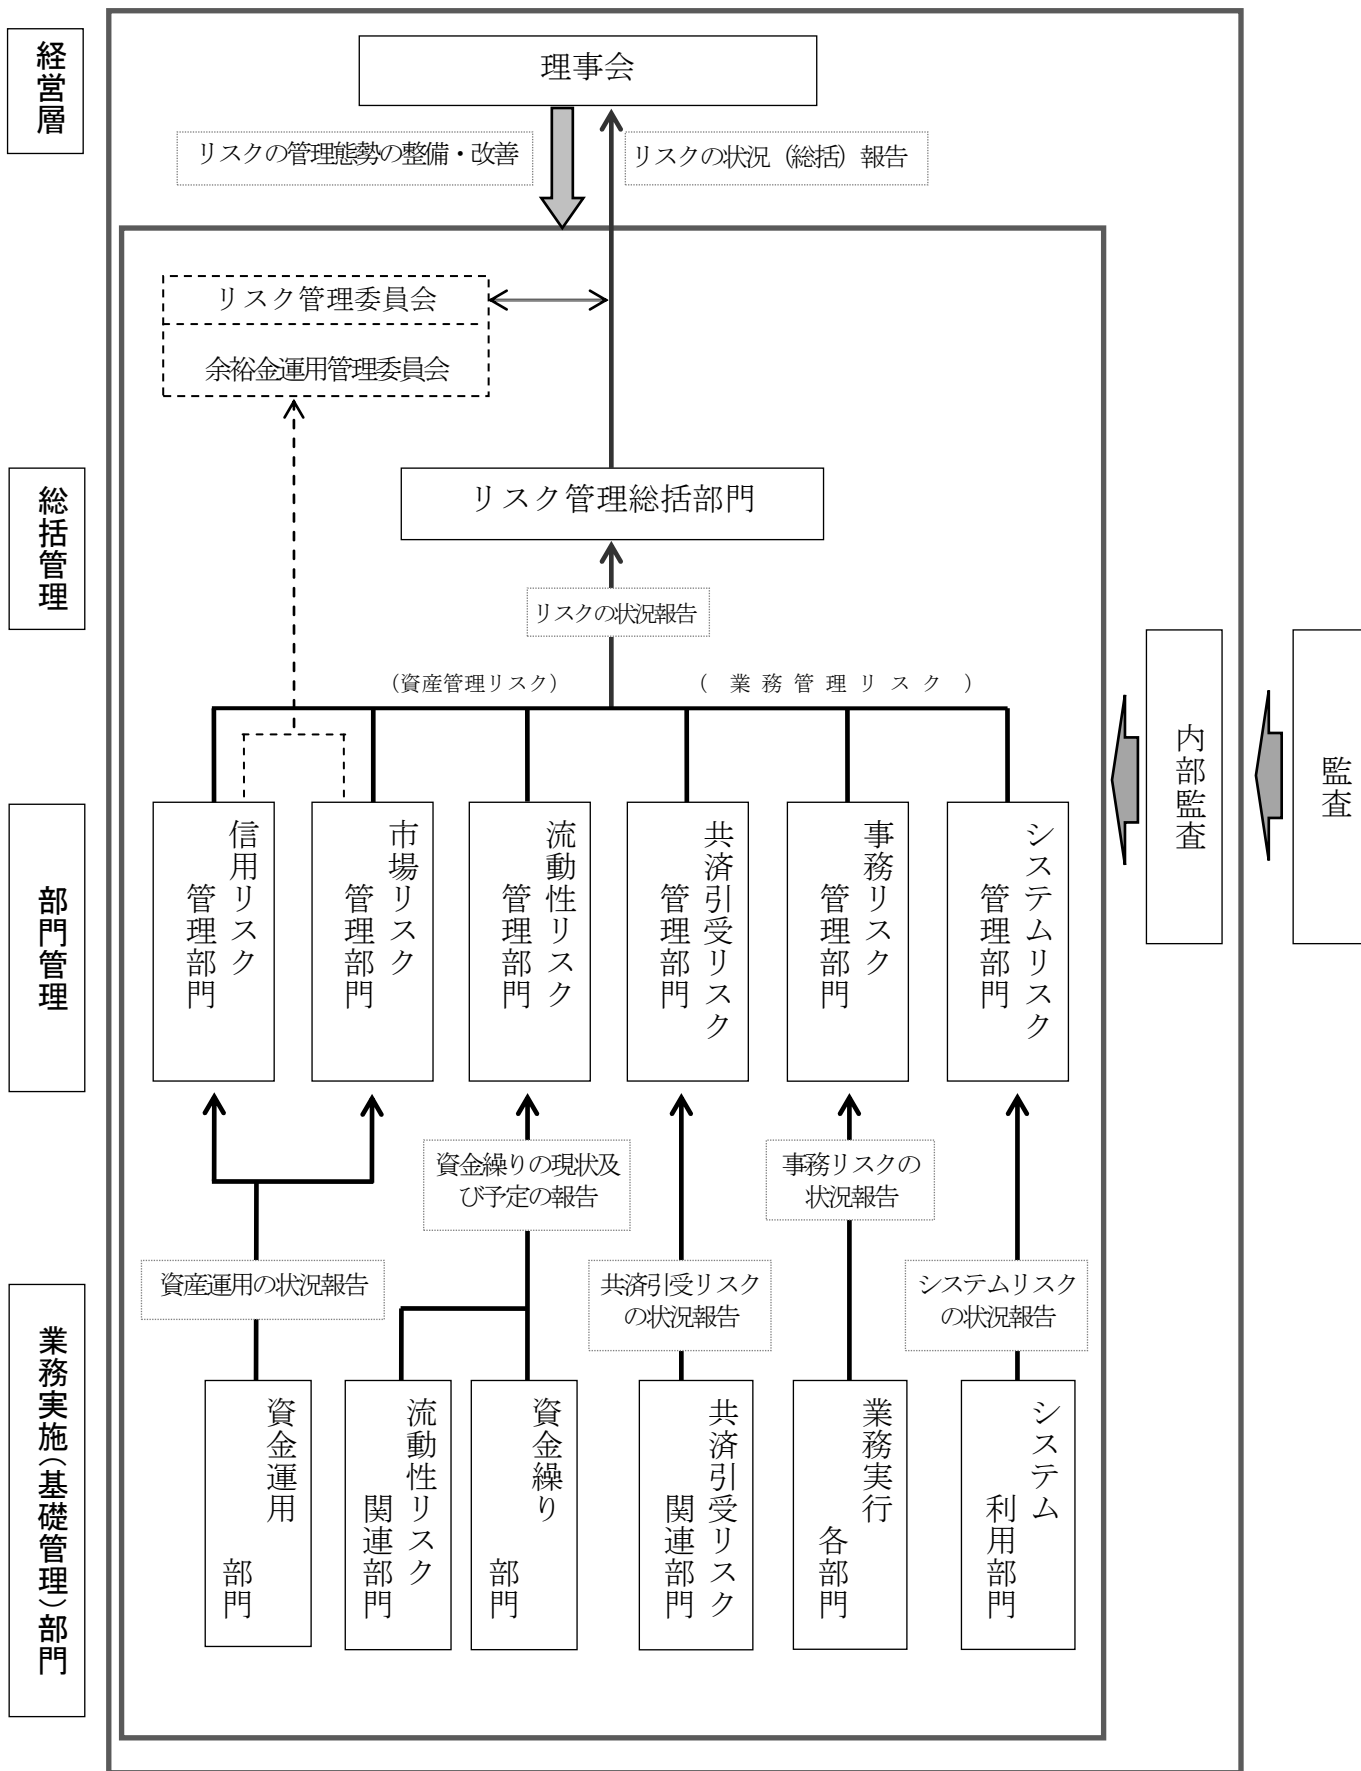 経営層
理事会
リスクの管理態勢の整備・改善
リスクの状況（総括）報告
リスク管理委員会
余裕金運用管理委員会
総括管理
リスク管理総括部門
リスクの状況報告
（資産管理リスク）
（業務管理リスク）
内部監査
監査
部門管理
信用リスク
管理部門
市場リスク
管理部門
流動性リスク
管理部門
共済引受リスク
管理部門
事務リスク
管理部門
システムリスク
管理部門
資金繰りの現状及
び予定の報告
事務リスクの
状況報告
資産運用の状況報告
共済引受リスク
の状況報告
システムリスク
の状況報告
業務実施（基礎管理）部門
資金運用
部門
流動性リスク
関連部門
資金繰り
部門
共済引受リスク
関連部門
業務実行
各部門
システム
利用部門